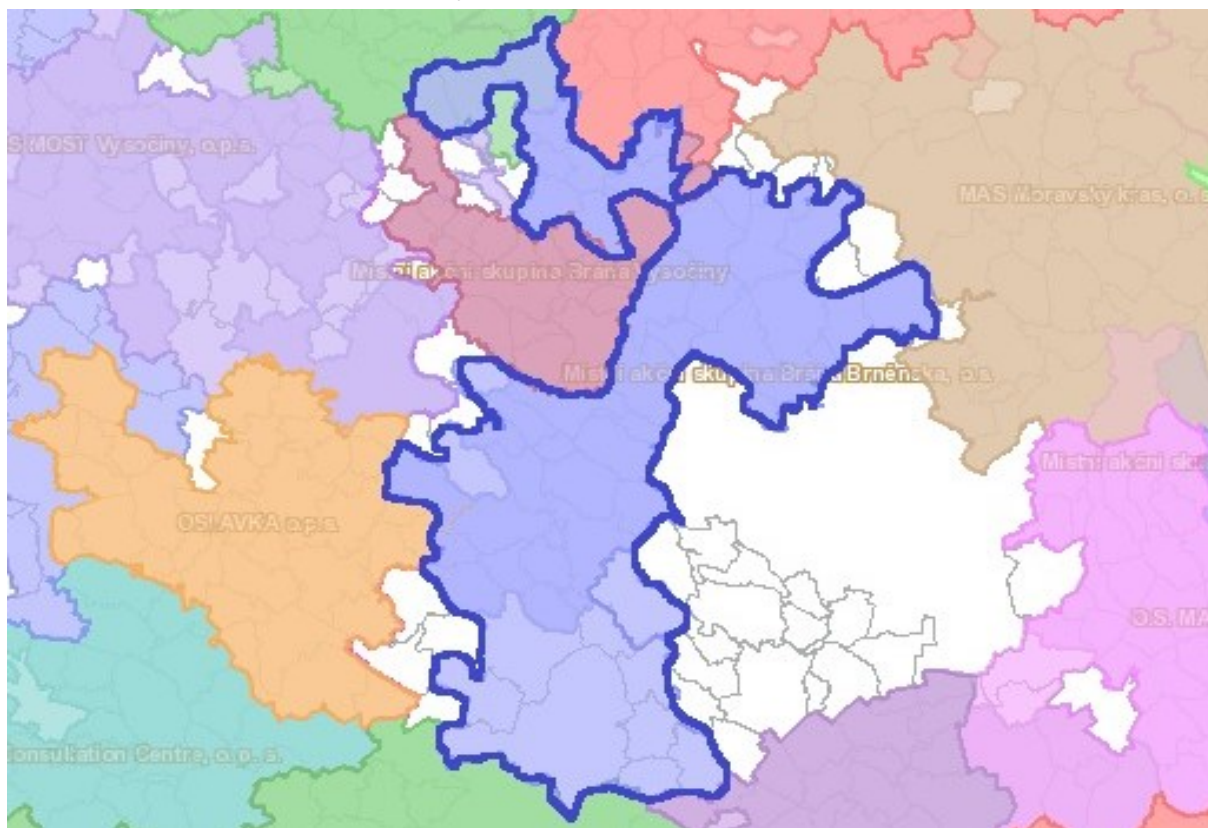 S MOST Vysočiny, o.p.s.
MAS Moravský kras, o. s.
Místní akční skupina Brána Vysočiny
Místní akční skupina Brána Brněnska, o.s.
Místní akční sk
OSLAVKA o.p.s.
O.S. MA
Consultation Centre, o. p. s.